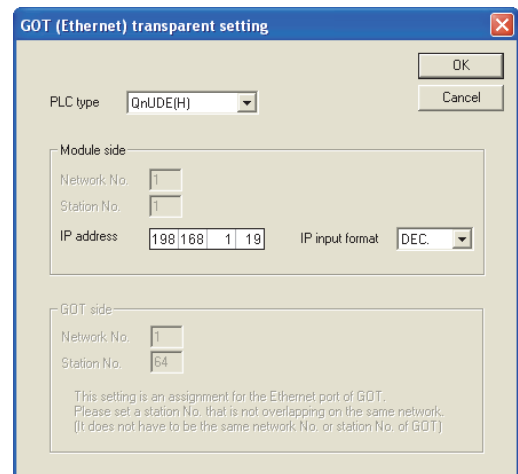 GOT (Ethernet) transparent setting
OK
PLC type QnUDE(H)
Cancel
Module side
Network No. 1
Station No. 1
IP address 198 168 1 19 IP input format DEC.
GOT side
Network No. 1
Station No. 64
This setting is an assignment for the Ethernet port of GOT.
Please set a station No. that is not overlapping on the same network.
(It does not have to be the same network No. or station No. of GOT)